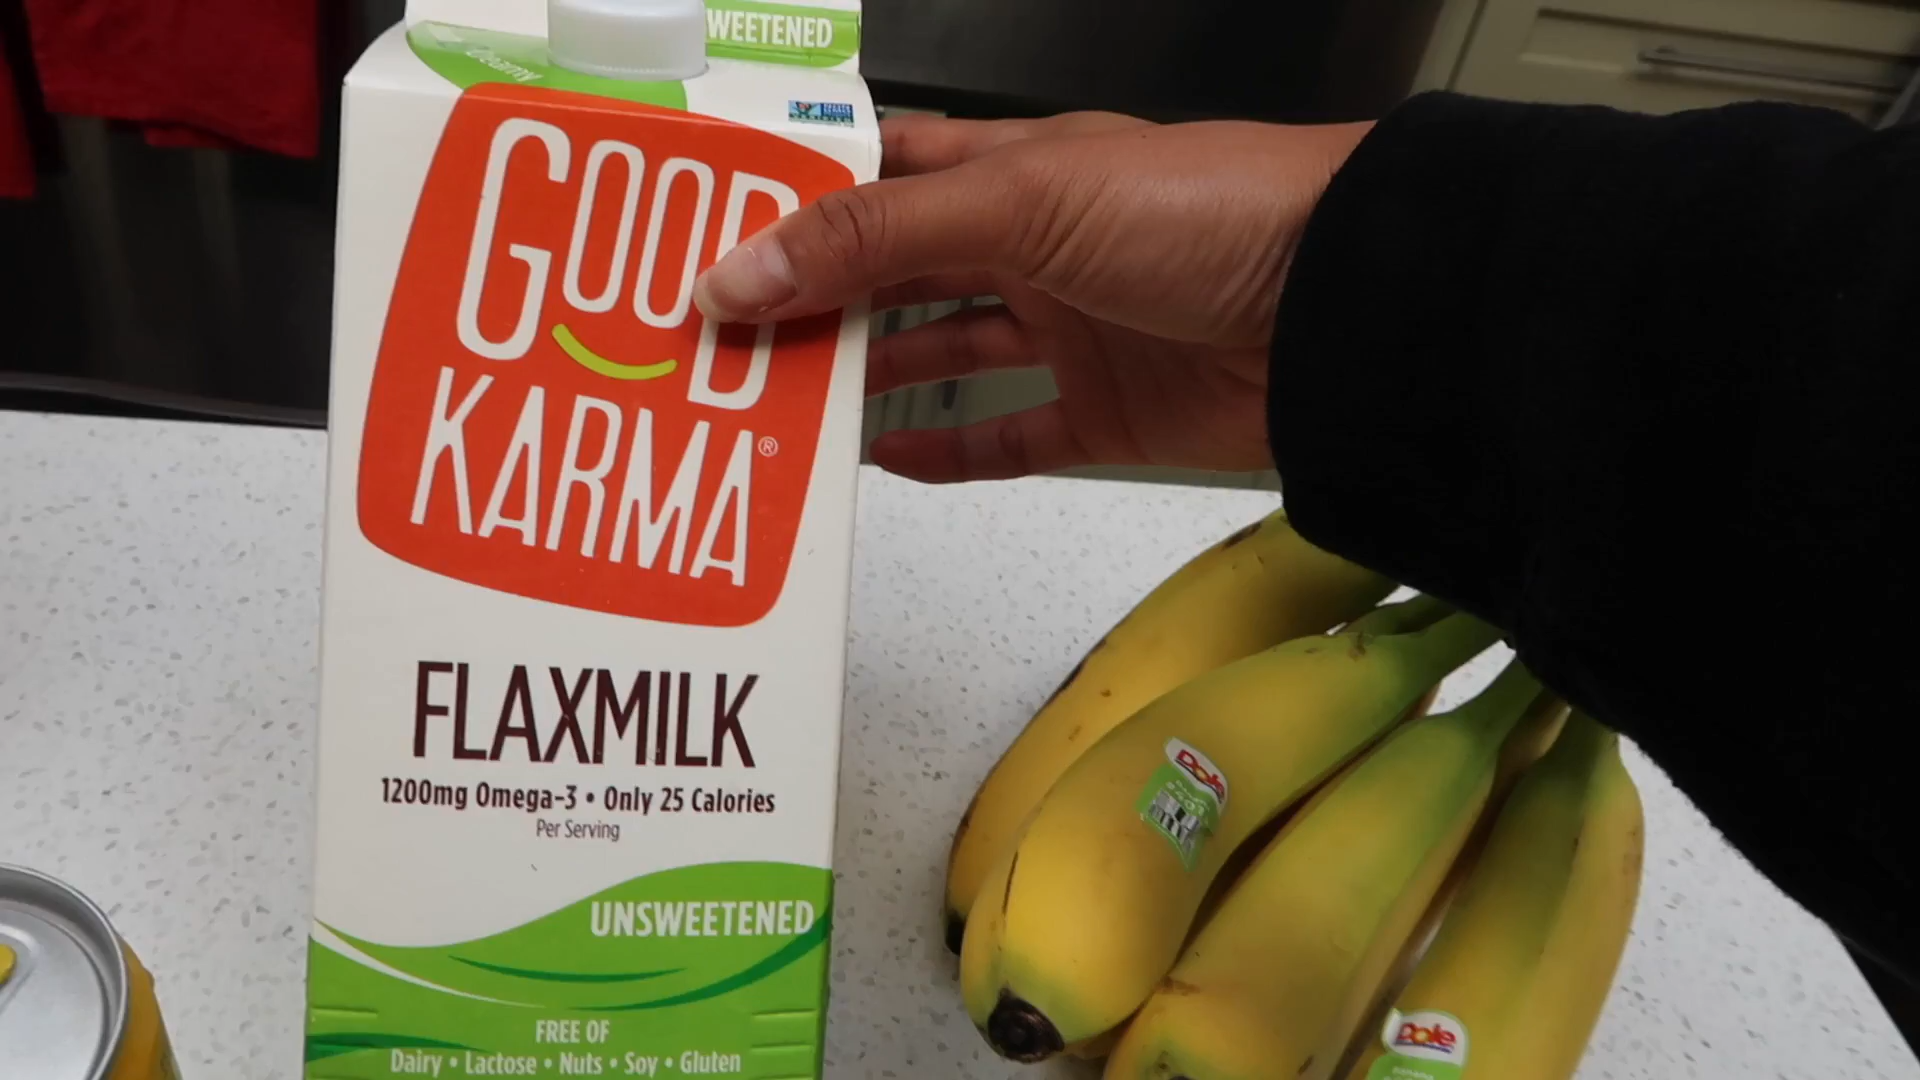 WEETENED
Creamy
GOOD
KARMA®
FLAXMILK
1200mg Omega-3 • Only 25 Calories
Per Serving
UNSWEETENED
FREE OF
Dairy • Lactose • Nuts • Soy • Gluten
Dole
Dole